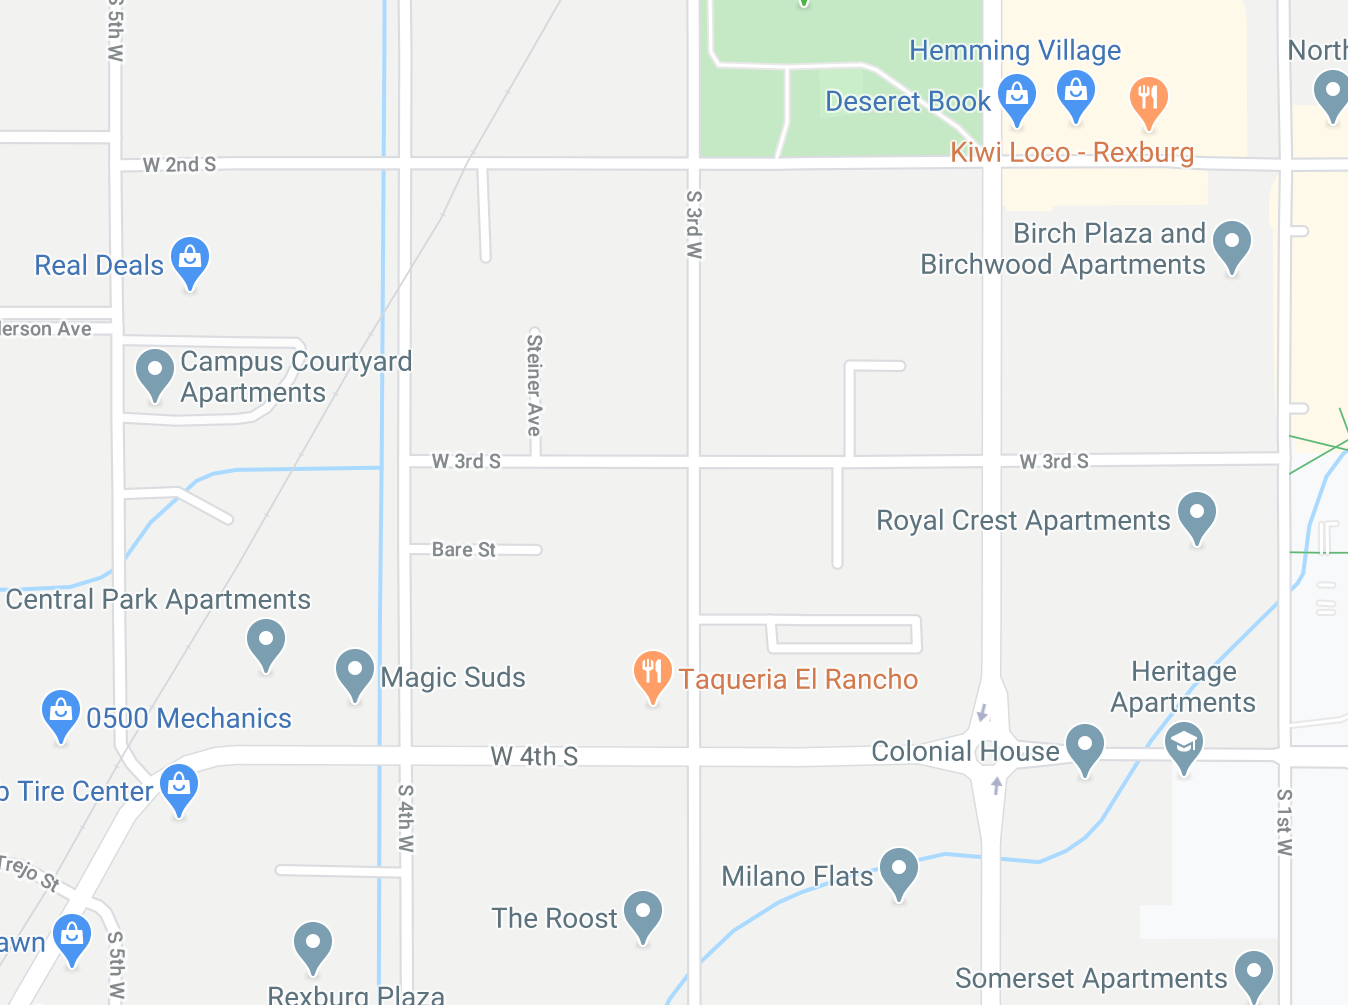 S 5th W
Hemming Village
North
Deseret Book
Kiwi Loco - Rexburg
W 2nd S
S 3rd W
Birch Plaza and
Birchwood Apartments
Real Deals
lerson Ave
Campus Courtyard
Apartments
Steiner Ave
W 3rd S
W 3rd S
Royal Crest Apartments
Bare St
Central Park Apartments
Magic Suds
Taqueria El Rancho
Heritage
Apartments
0500 Mechanics
W 4th S
Colonial House
o Tire Center
S 4th W
S 1st W
Trejo St
Milano Flats
The Roost
awn
S 5th W
Somerset Apartments
Rexburg Plaza